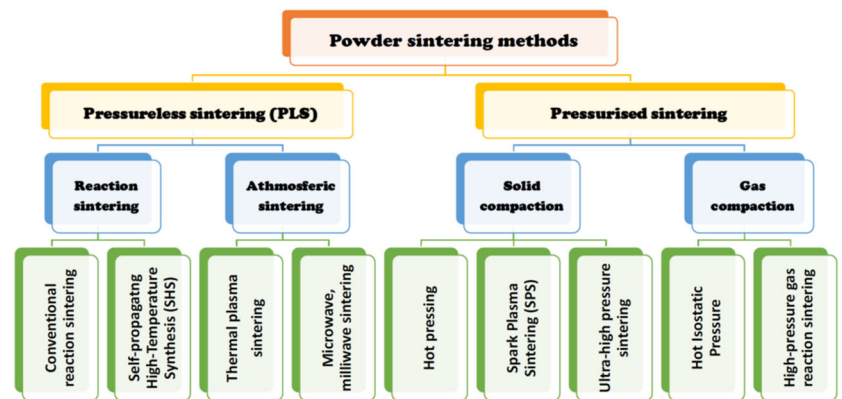 Powder sintering methods
Pressureless sintering (PLS)
Pressurised sintering
Reaction
sintering
Athmosferic
sintering
Solid
compaction
Gas
compaction
Conventional
reaction sintering
Self-propagatng
High-Temperature
Synthesis (SHS)
Thermal plasma
sintering
Microwave,
milliwave sintering
Hot pressing
Spark Plasma
Sintering (SPS)
Ultra-high pressure
sintering
Hot Isostatic
Pressure
High-pressure gas
reaction sintering